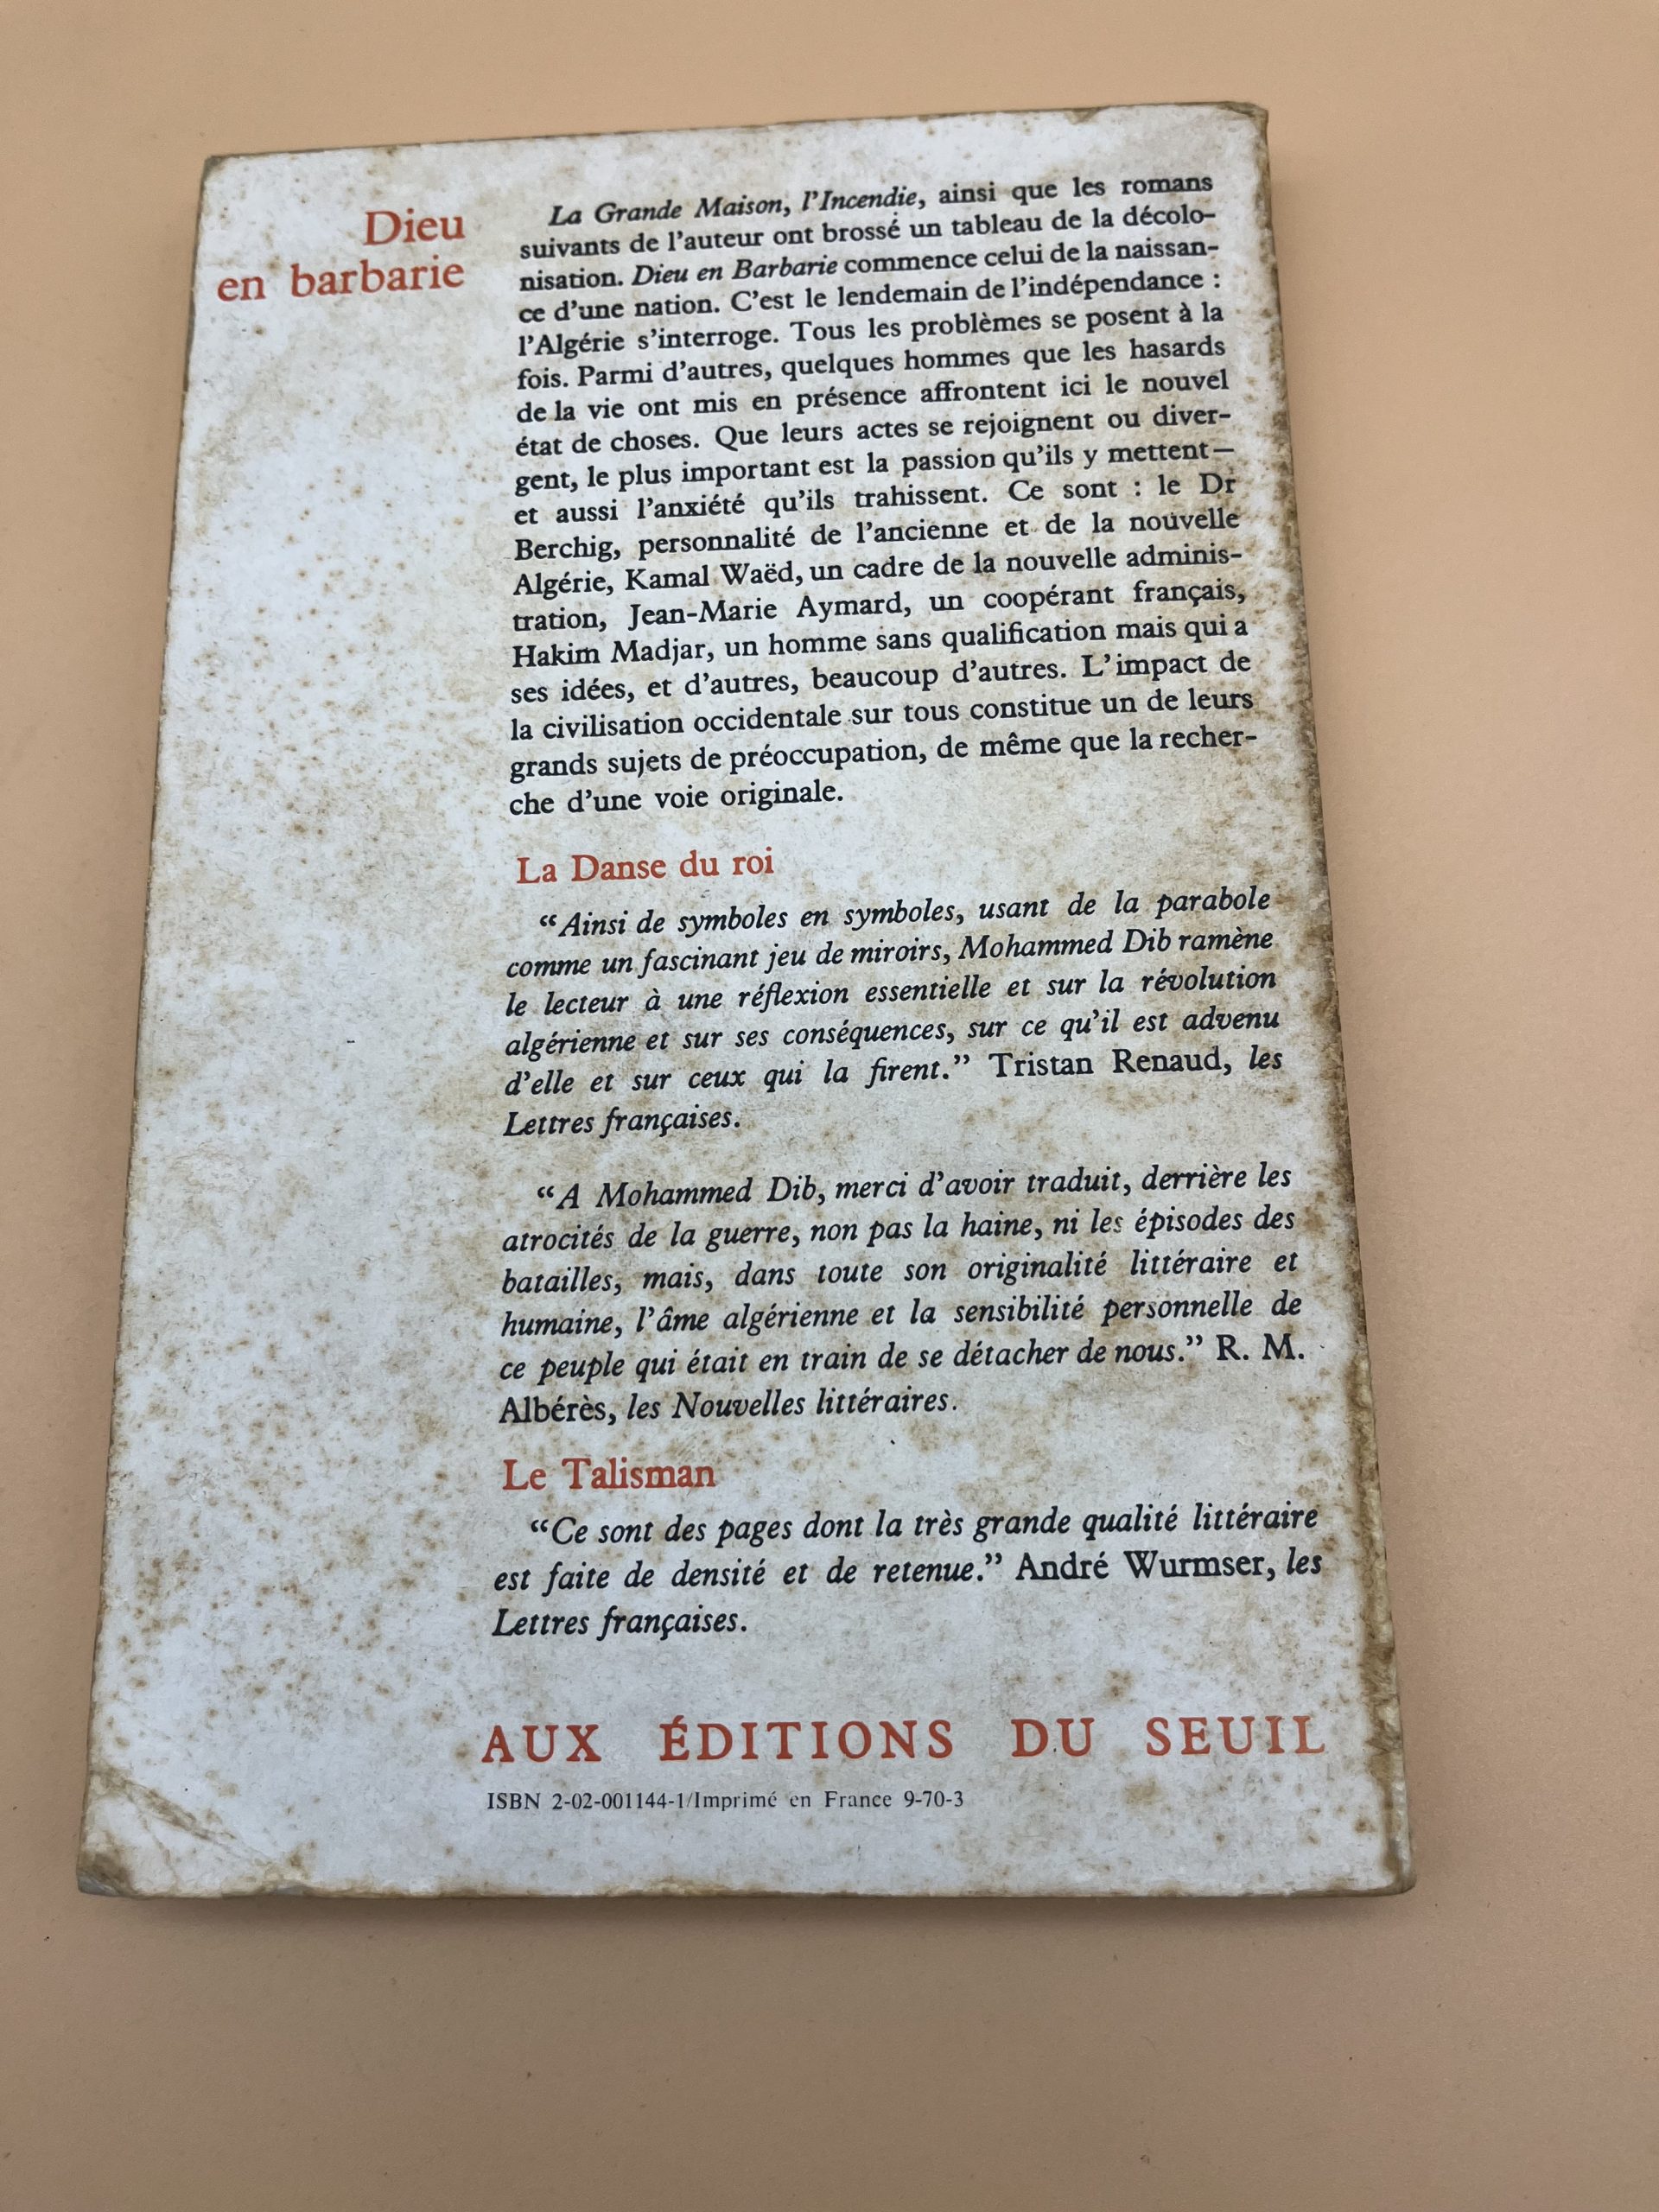 Dieu
en barbarie
La Grande Maison, l'Incendie, ainsi que les romans
suivants de l'auteur ont brossé un tableau de la décolo-
nisation. Dieu en Barbarie commence celui de la naissan-
ce d'une nation. C'est le lendemain de l'indépendance :
l'Algérie s'interroge. Tous les problèmes se posent à la
fois. Parmi d'autres, quelques hommes que les hasards
de la vie ont mis en présence affrontent ici le nouvel
état de choses. Que leurs actes se rejoignent ou diver-
gent, le plus important est la passion qu'ils y mettent —
et aussi l'anxiété qu'ils trahissent. Ce sont : le Dr
Berchig, personnalité de l'ancienne et de la nouvelle
Algérie, Kamal Waëd, un cadre de la nouvelle adminis-
tration, Jean-Marie Aymard, un coopérant français,
Hakim Madjar, un homme sans qualification mais qui a
ses idées, et d'autres, beaucoup d'autres. L'impact de
la civilisation occidentale sur tous constitue un de leurs
grands sujets de préoccupation, de même que la recher-
che d'une voie originale.
La Danse du roi
“Ainsi de symboles en symboles, usant de la parabole
comme un fascinant jeu de miroirs, Mohammed Dib ramène
le lecteur à une réflexion essentielle et sur la révolution
algérienne et sur ses conséquences, sur ce qu'il est advenu
d'elle et sur ceux qui la firent.” Tristan Renaud, les
Lettres françaises.
“A Mohammed Dib, merci d'avoir traduit, derrière les
atrocités de la guerre, non pas la haine, ni les épisodes des
batailles, mais, dans toute son originalité littéraire et
humaine, l'âme algérienne et la sensibilité personnelle de
ce peuple qui était en train de se détacher de nous.” R. M.
Albérès, les Nouvelles littéraires.
Le Talisman
“Ce sont des pages dont la très grande qualité littéraire
est faite de densité et de retenue.” André Wurmser, les
Lettres françaises.
AUX ÉDITIONS DU SEUIL
ISBN 2-02-001144-1/Imprimé en France 9-70-3